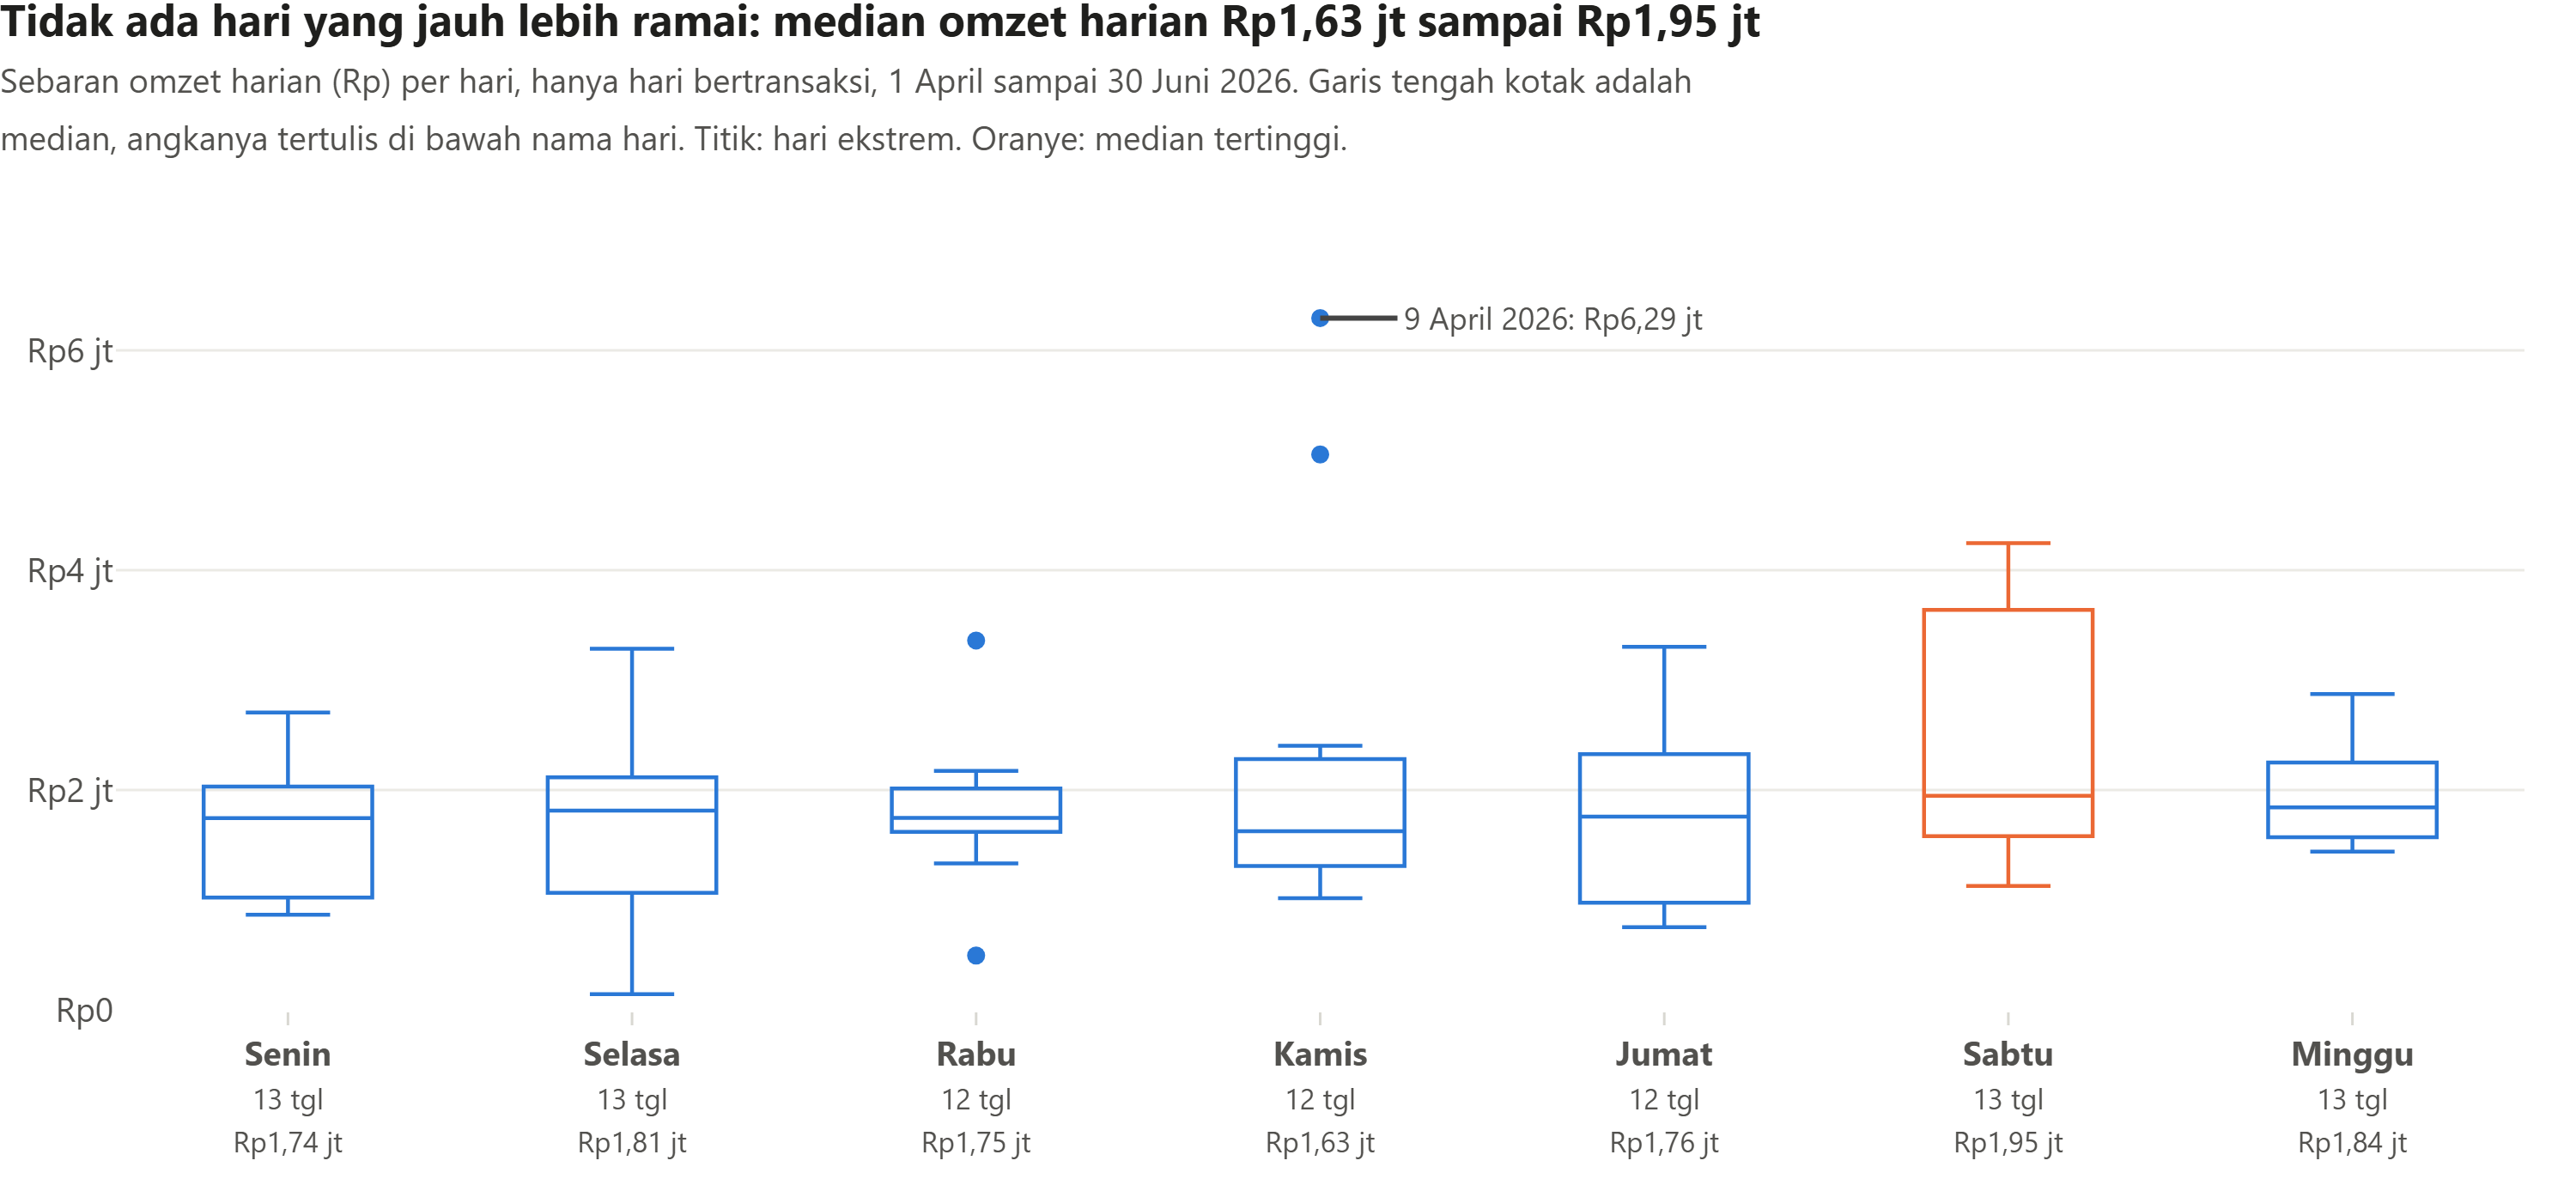 Tidak ada hari yang jauh lebih ramai: median omzet harian Rp1,63 jt sampai Rp1,95 jt
Sebaran omzet harian (Rp) per hari, hanya hari bertransaksi, 1 April sampai 30 Juni 2026. Garis tengah kotak adalah
median, angkanya tertulis di bawah nama hari. Titik: hari ekstrem. Oranye: median tertinggi.
9 April 2026: Rp6,29 jt
Rp6 jt
Rp4 jt
Rp2 jt
Rp0
Senin Selasa Rabu Kamis Jumat Sabtu Minggu
13 tgl 13 tgl 12 tgl 12 tgl 12 tgl 13 tgl 13 tgl
Rp1,74 jt Rp1,81 jt Rp1,75 jt Rp1,63 jt Rp1,76 jt Rp1,95 jt Rp1,84 jt